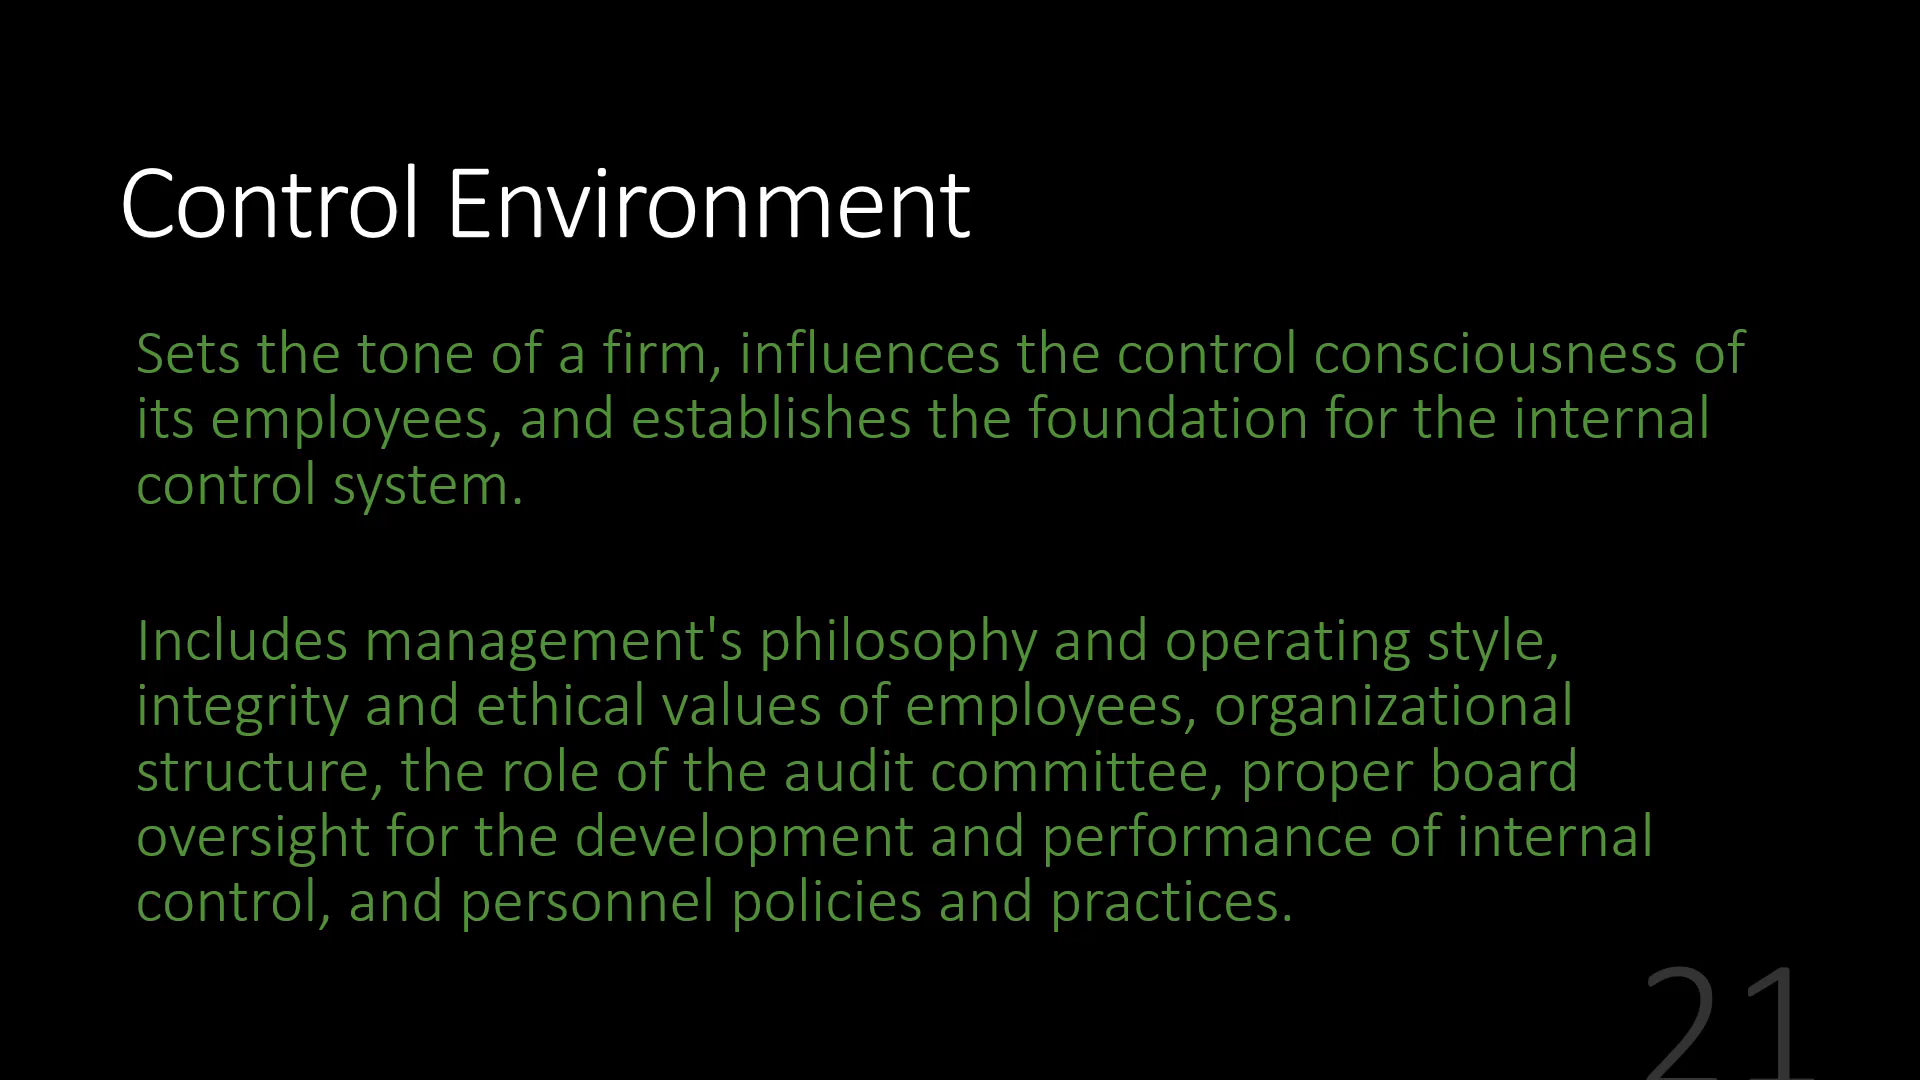 Control Environment
Sets the tone of a firm, influences the control consciousness of
its employees, and establishes the foundation for the internal
control system.
Includes management's philosophy and operating style,
integrity and ethical values of employees, organizational
structure, the role of the audit committee, proper board
oversight for the development and performance of internal
control, and personnel policies and practices.
21